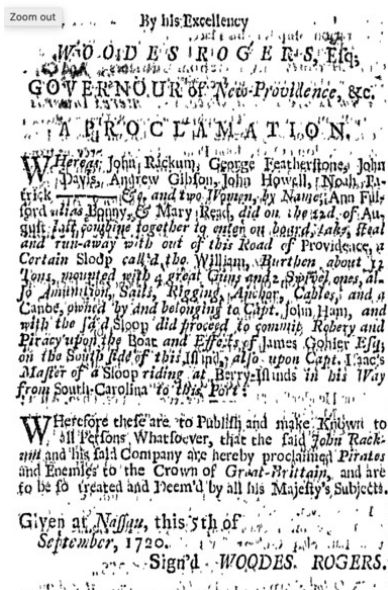 Zoom out
By his Excellency
WOODES ROGERS, Esq;
GOVERNOUR of New-Providence, &c.
A PROCLAMATION.
WHereas John Rackum, George Featherstone, John
Davis, Andrew Gibson, John Howell, Noah Pa-
trick &c, and two Women, by Name, Ann Ful-
ford alias Bonny, & Mary Read, did on the 22d of Au-
gust last combine together to enter on board, take, steal
and run-away with out of this Road of Providence, a
Certain Sloop call'd the William, Burthen about 12
Tons, mounted with 4 great Guns and 2 Swivel ones, al-
so Amunition, Sails, Rigging, Anchor, Cables, and a
Canoe, owned by and belonging to Capt. John Ham, and
with the said Sloop did proceed to commit Robery and
Piracy upon the Boat and Effects of James Gohier Esq;
on the South side of this Island, also upon Capt. Isaac's
Master of a Sloop riding at Berry-Islands in his Way
from South-Carolina to this Port:
WHerefore these are to Publish and make Known to
all Persons Whatsoever, that the said John Rack-
um and his said Company are hereby proclaimed Pirates
and Enemies to the Crown of Great-Brittain, and are
to be so treated and Deem'd by all his Majesty's Subjects.
Given at Nassau, this 5th of
September, 1720.
Sign'd WOODES ROGERS.